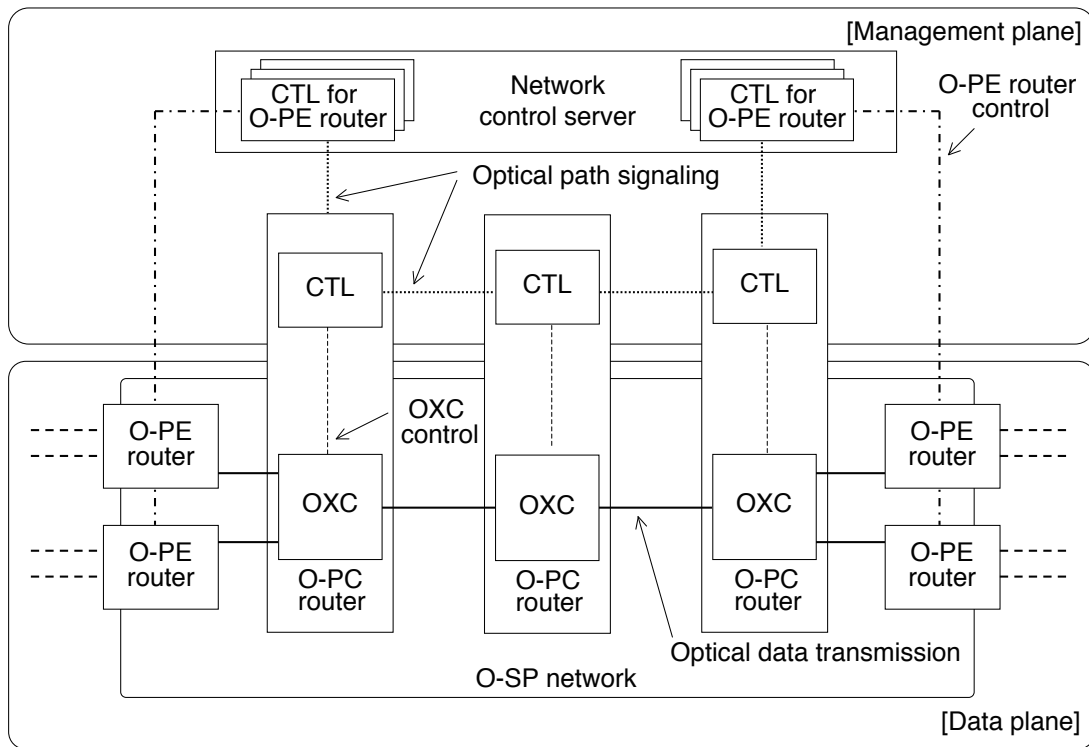 [Management plane]
Network
control server
CTL for
O-PE router
CTL for
O-PE router
O-PE router
control
Optical path signaling
CTL
CTL
CTL
OXC
control
O-PE
router
O-PE
router
O-PE
router
O-PE
router
OXC
OXC
OXC
O-PC
router
O-PC
router
O-PC
router
Optical data transmission
O-SP network
[Data plane]